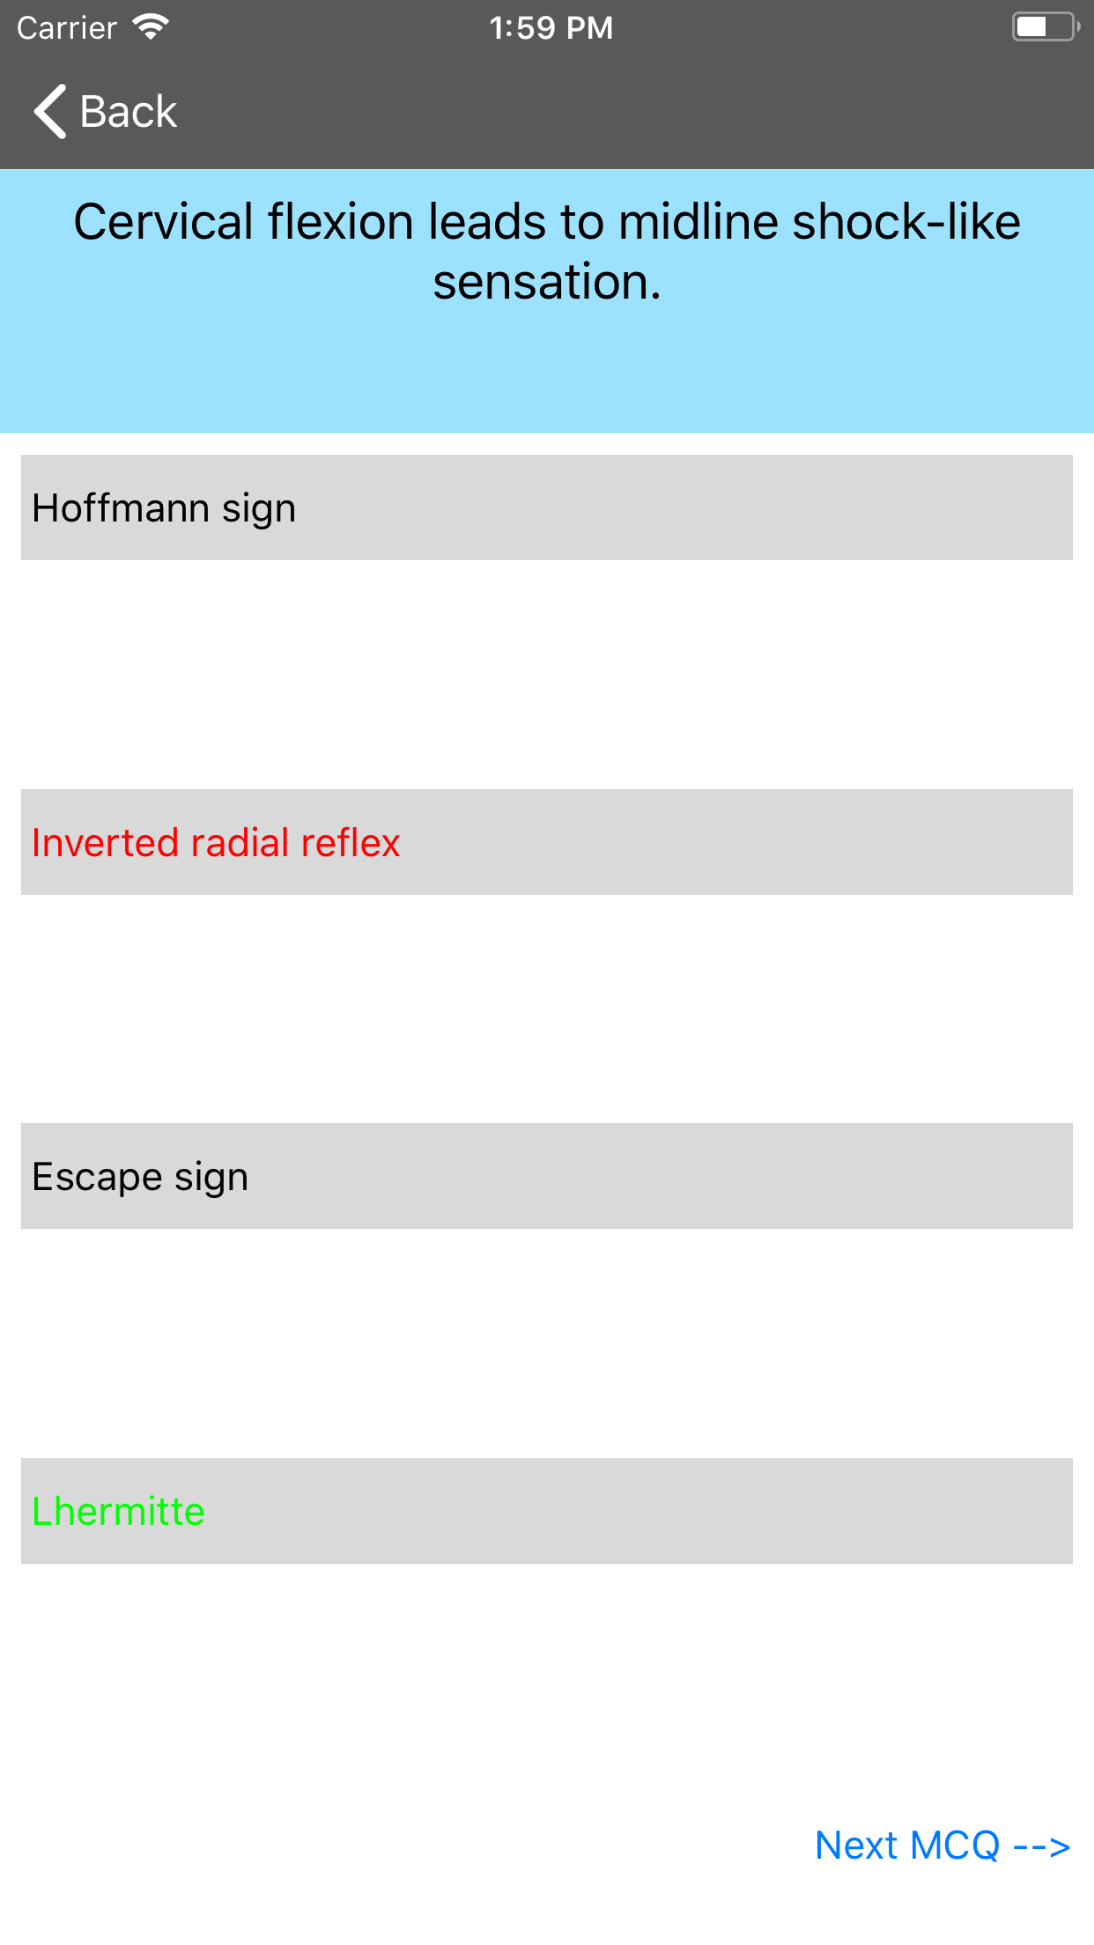 Carrier
1:59 PM
Back
Cervical flexion leads to midline shock-like
sensation.
Hoffmann sign
Inverted radial reflex
Escape sign
Lhermitte
Next MCQ -->